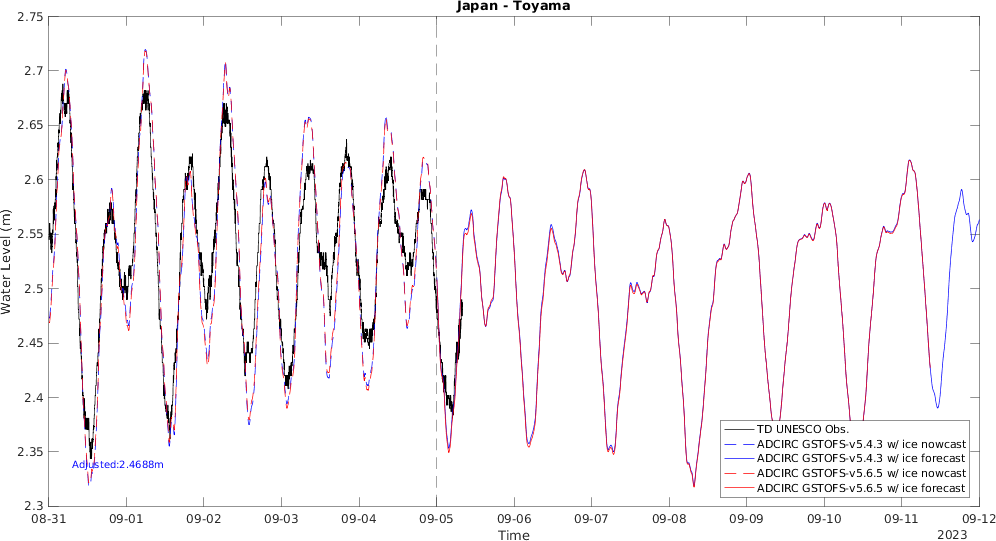 Japan - Toyama
Water Level (m)
2.75
2.7
2.65
2.6
2.55
2.5
2.45
2.4
2.35
2.3
Adjusted:2.4688m
TD UNESCO Obs.
ADCIRC GSTOFS-v5.4.3 w/ ice nowcast
ADCIRC GSTOFS-v5.4.3 w/ ice forecast
ADCIRC GSTOFS-v5.6.5 w/ ice nowcast
ADCIRC GSTOFS-v5.6.5 w/ ice forecast
08-31 09-01 09-02 09-03 09-04 09-05 09-06 09-07 09-08 09-09 09-10 09-11 09-12
Time
2023